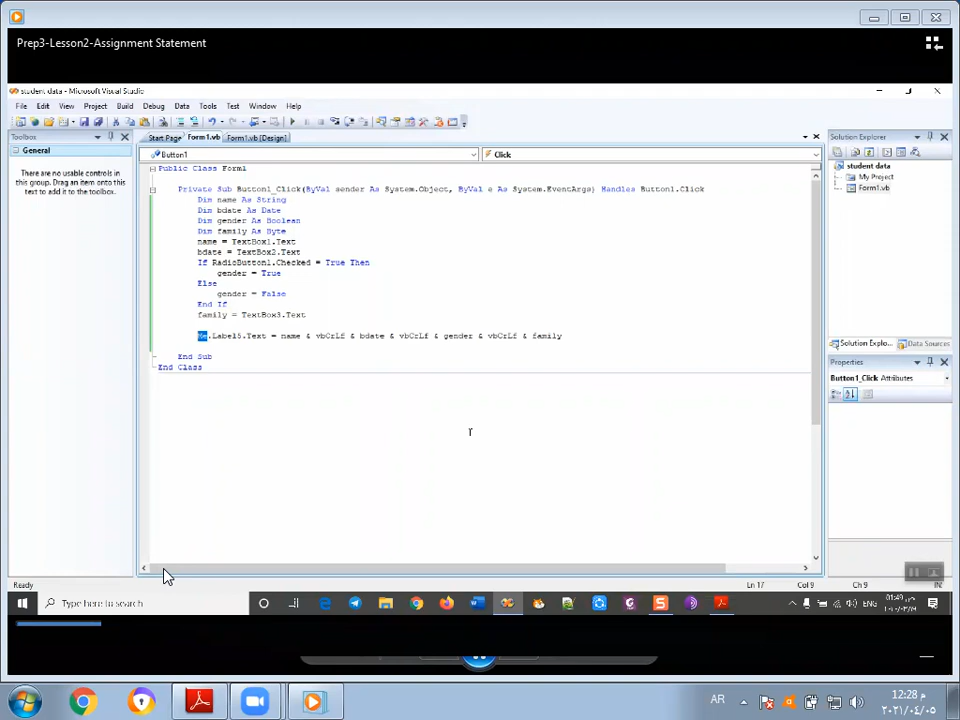 Prep3-Lesson2-Assignment Statement
student data - Microsoft Visual Studio
File Edit View Project Build Debug Data Tools Test Window Help
Toolbox
Start Page Form1.vb Form1.vb [Design]
Solution Explorer
General
Button1 Click
There are no usable controls in this group. Drag an item onto this text to add it to the toolbox.
student data
My Project
Form1.vb
Public Class Form1
Private Sub Button1_Click(ByVal sender As System.Object, ByVal e As System.EventArgs) Handles Button1.Click
Dim name As String
Dim bdate As Date
Dim gender As Boolean
Dim family As Byte
name = TextBox1.Text
bdate = TextBox2.Text
If RadioButton1.Checked = True Then
gender = True
Else
gender = False
End If
family = TextBox3.Text
Me.Label5.Text = name & vbCrLf & bdate & vbCrLf & gender & vbCrLf & family
End Sub
End Class
Solution Explo... Data Sources
Properties
Button1_Click Attributes
Ready
Ln 17 Col 9 Ch 9 INS
Type here to search
ENG
AR
12:28 م
٢٠٢١/٠٤/٠٥